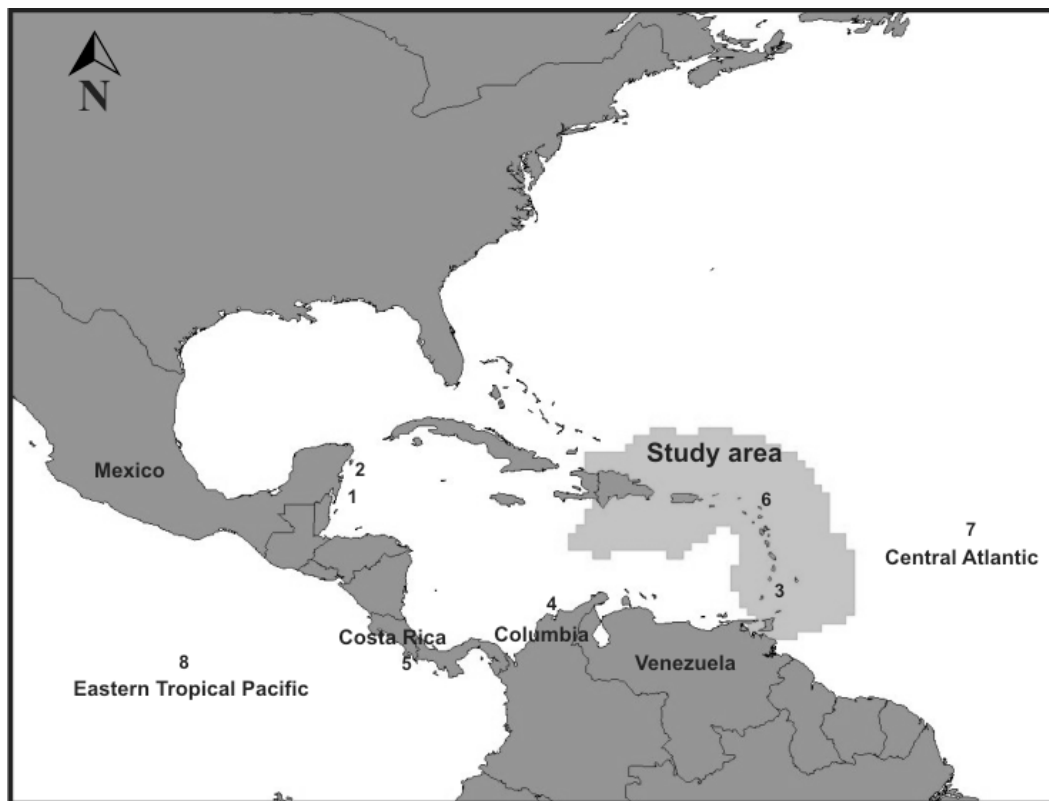 N
Study area
Mexico
2
1
6
7
Central Atlantic
3
4
Costa Rica
Columbia
5
Venezuela
8
Eastern Tropical Pacific